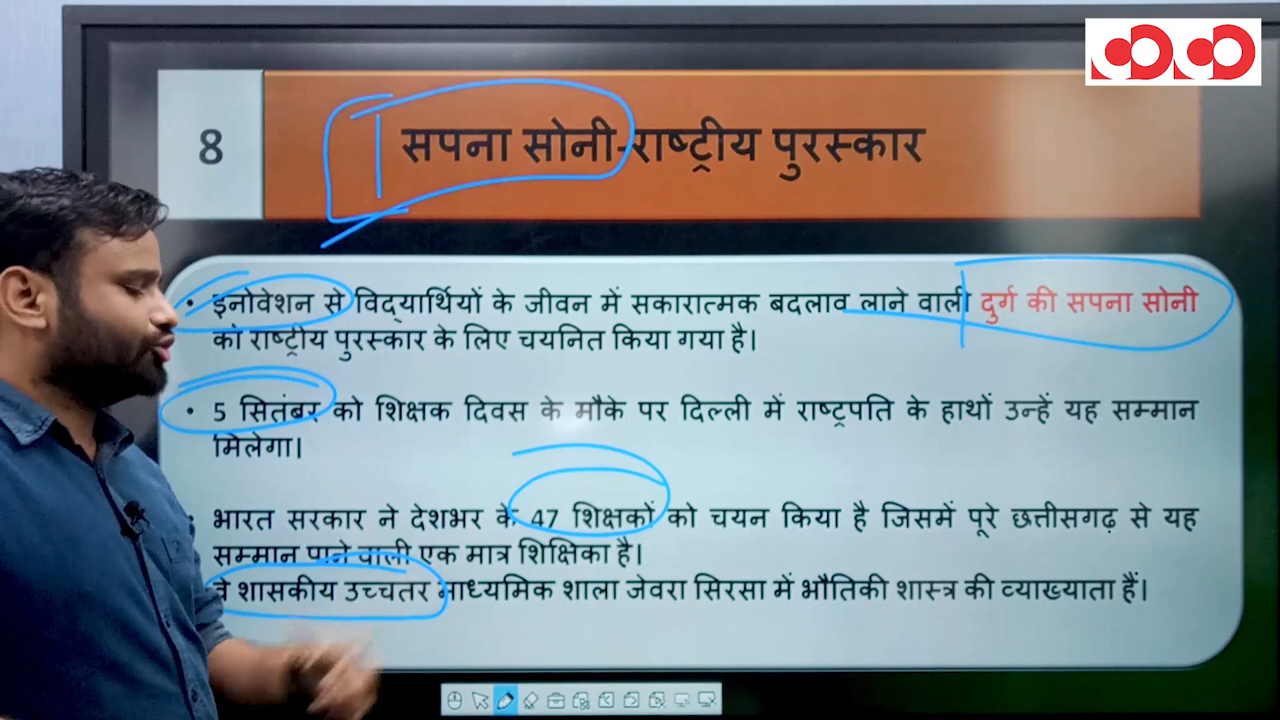 8
सपना सोनी-राष्ट्रीय पुरस्कार
• इनोवेशन से विद्यार्थियों के जीवन में सकारात्मक बदलाव लाने वाली दुर्ग की सपना सोनी
को राष्ट्रीय पुरस्कार के लिए चयनित किया गया है।
• 5 सितंबर को शिक्षक दिवस के मौके पर दिल्ली में राष्ट्रपति के हाथों उन्हें यह सम्मान
मिलेगा।
भारत सरकार ने देशभर के 47 शिक्षकों को चयन किया है जिसमें पूरे छत्तीसगढ़ से यह
सम्मान पाने वाली एक मात्र शिक्षिका है।
वे शासकीय उच्चतर माध्यमिक शाला जेवरा सिरसा में भौतिकी शास्त्र की व्याख्याता हैं।